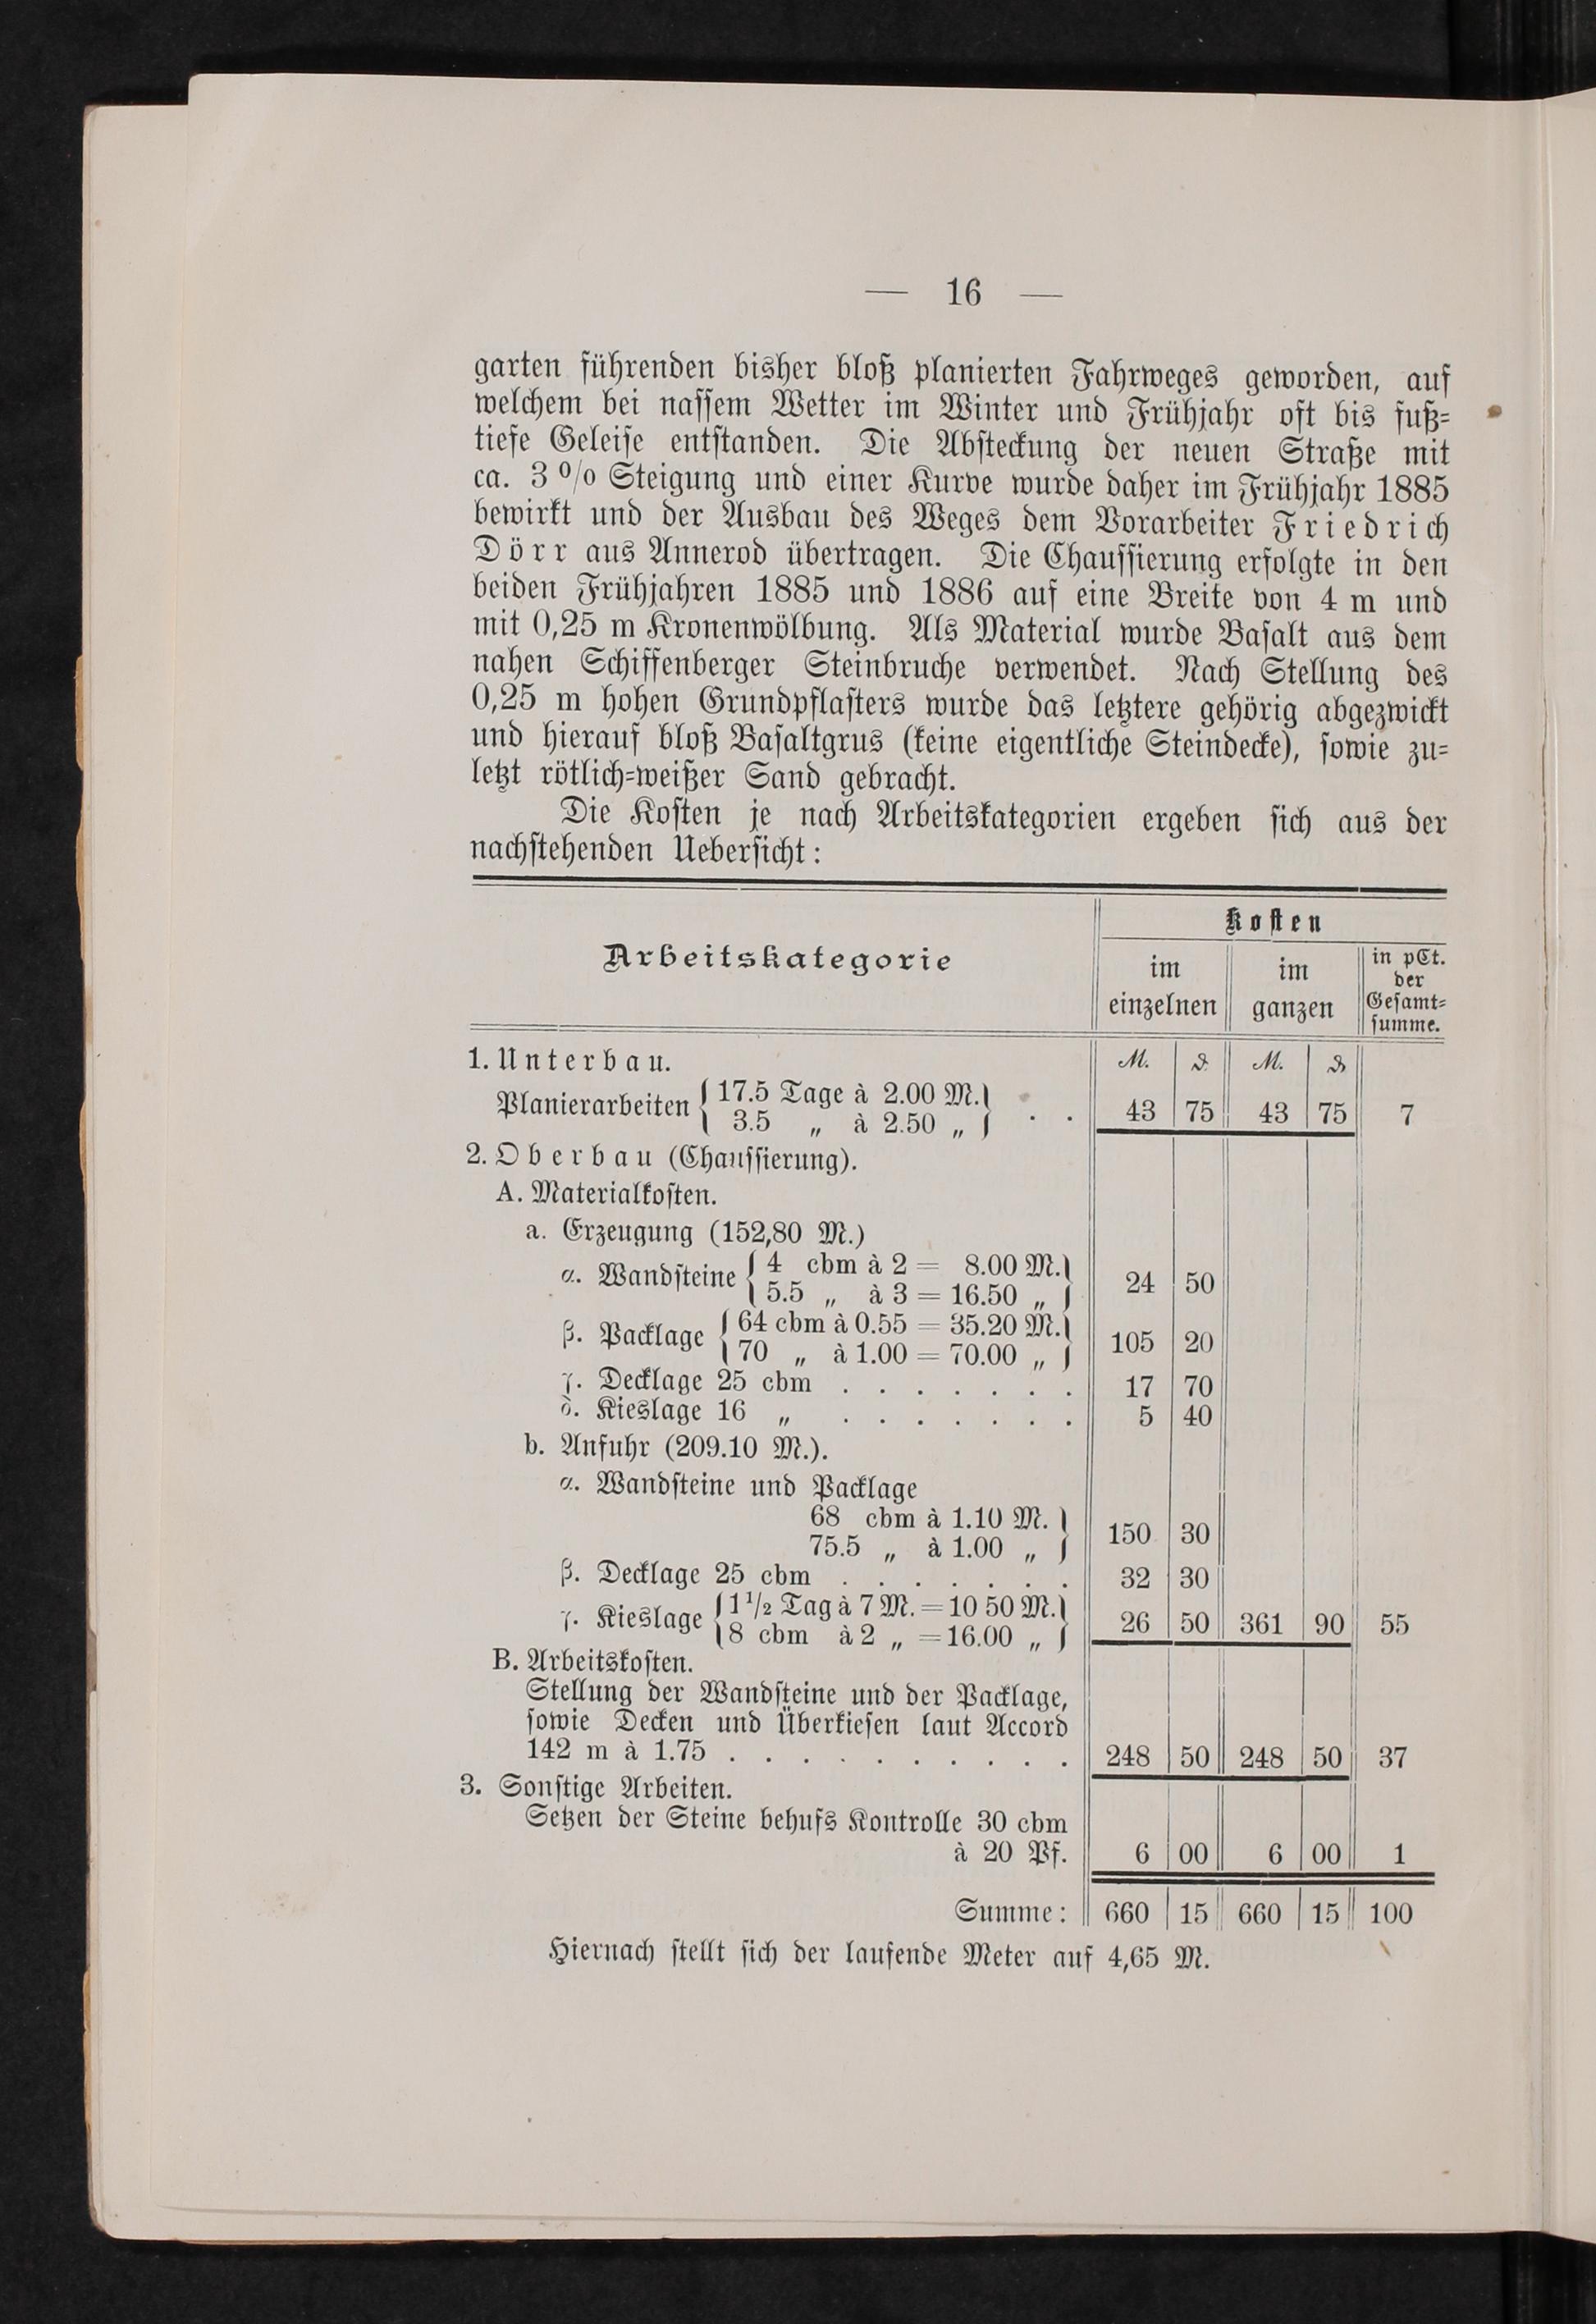 — 16 —
garten führenden bisher bloß planierten Fahrweges geworden, auf
welchem bei nassem Wetter im Winter und Frühjahr oft bis fuß-
tiefe Geleise entstanden. Die Absteckung der neuen Straße mit
ca. 3 % Steigung und einer Kurve wurde daher im Frühjahr 1885
bewirkt und der Ausbau des Weges dem Vorarbeiter Friedrich
Dörr aus Annerod übertragen. Die Chaussierung erfolgte in den
beiden Frühjahren 1885 und 1886 auf eine Breite von 4 m und
mit 0,25 m Kronenwölbung. Als Material wurde Basalt aus dem
nahen Schiffenberger Steinbruche verwendet. Nach Stellung des
0,25 m hohen Grundpflasters wurde das letztere gehörig abgezwickt
und hierauf bloß Basaltgrus (keine eigentliche Steindecke), sowie zu-
letzt rötlich-weißer Sand gebracht.
Die Kosten je nach Arbeitskategorien ergeben sich aus der
nachstehenden Uebersicht:
Arbeitskategorie
Kosten
im einzelnen
im ganzen
in pCt. der Gesamt-summe.
1. Unterbau. M. ₰ M. ₰
Planierarbeiten { 17.5 Tage à 2.00 M. }
3.5 „ à 2.50 „ . . 43 75 43 75 7
2. Oberbau (Chaussierung).
A. Materialkosten.
a. Erzeugung (152,80 M.)
α. Wandsteine { 4 cbm à 2 = 8.00 M. }
5.5 „ à 3 = 16.50 „ 24 50
β. Packlage { 64 cbm à 0.55 = 35.20 M. }
70 „ à 1.00 = 70.00 „ 105 20
γ. Decklage 25 cbm . . . . . . . 17 70
δ. Kieslage 16 „ . . . . . . . 5 40
b. Anfuhr (209.10 M.).
α. Wandsteine und Packlage
68 cbm à 1.10 M. }
75.5 „ à 1.00 „ 150 30
β. Decklage 25 cbm . . . . . . . 32 30
γ. Kieslage { 1 1/2 Tag à 7 M. = 10 50 M. }
8 cbm à 2 „ = 16.00 „ 26 50 361 90 55
B. Arbeitskosten.
Stellung der Wandsteine und der Packlage,
sowie Decken und Überkiesen laut Accord
142 m à 1.75 . . . . . . . . . . 248 50 248 50 37
3. Sonstige Arbeiten.
Setzen der Steine behufs Kontrolle 30 cbm
à 20 Pf. 6 00 6 00 1
Summe: 660 15 660 15 100
Hiernach stellt sich der laufende Meter auf 4,65 M.